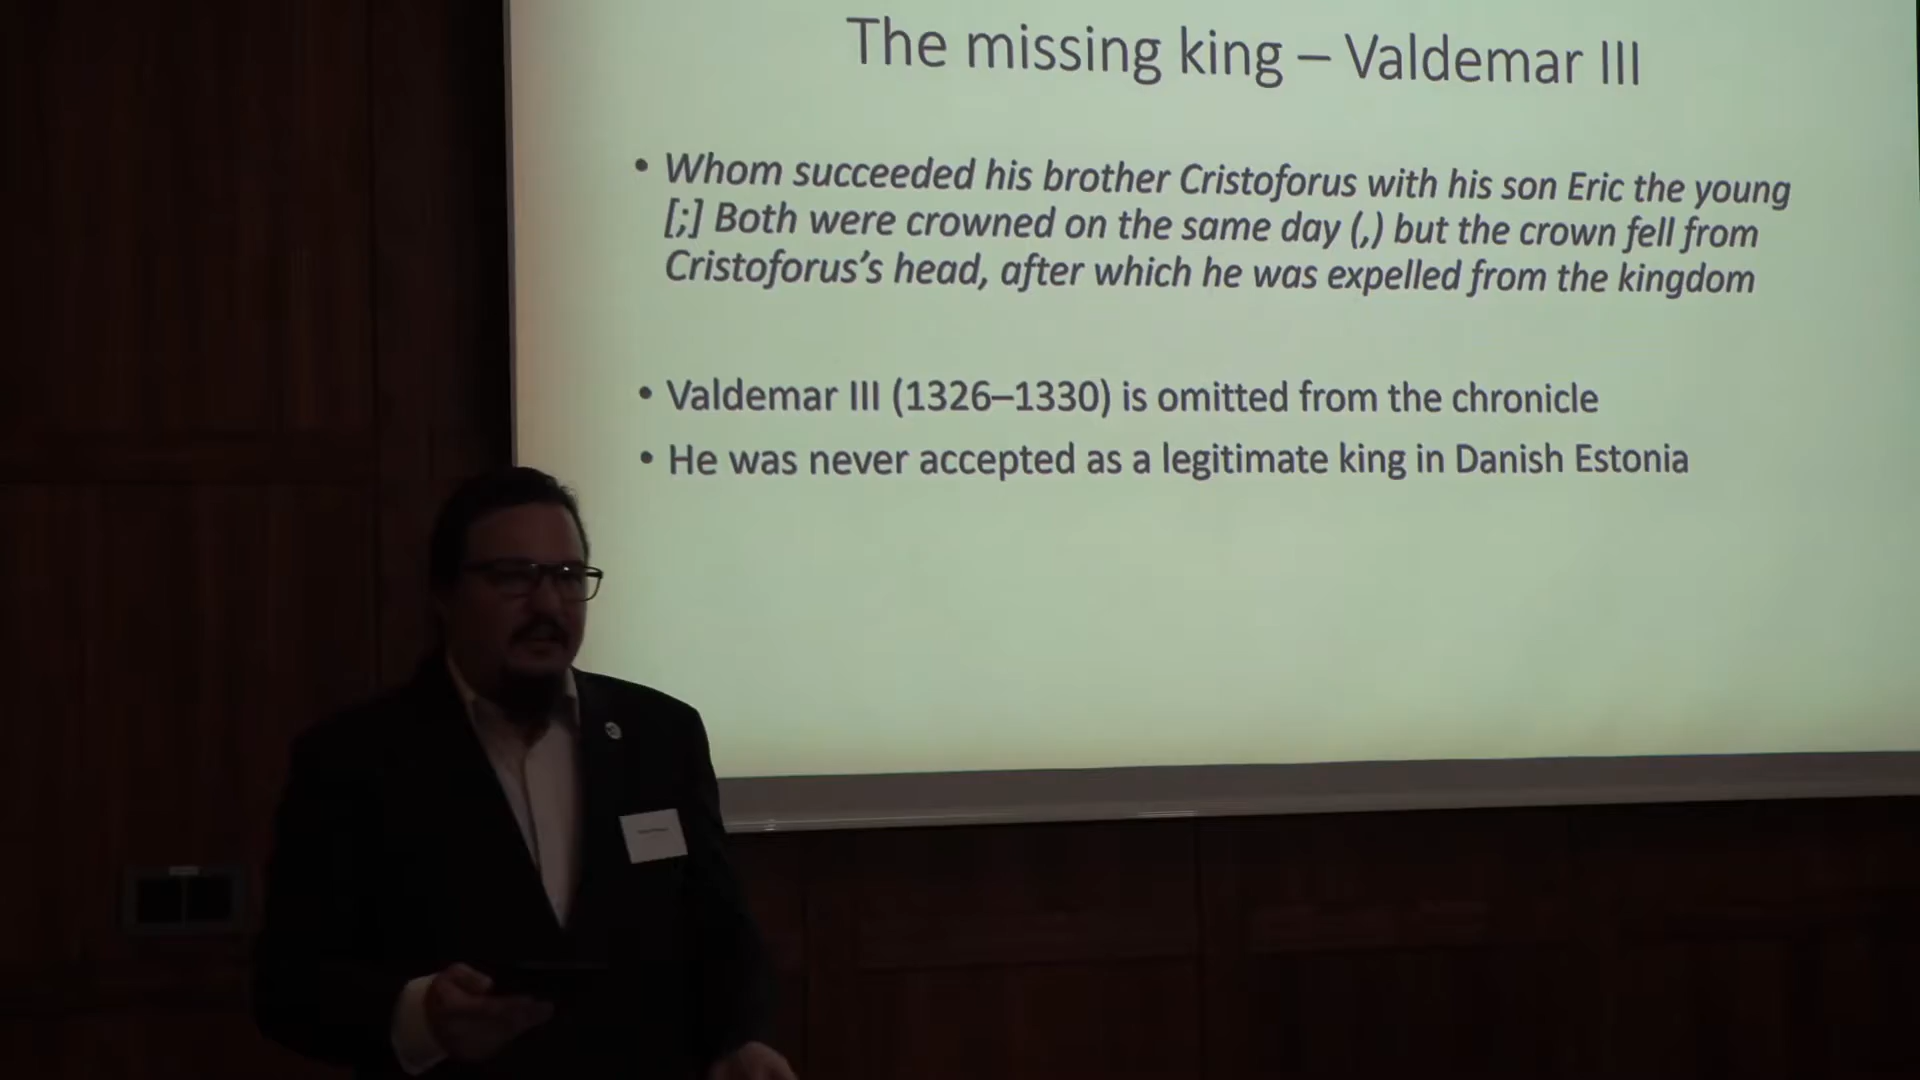 The missing king – Valdemar III
• Whom succeeded his brother Cristoforus with his son Eric the young
[;] Both were crowned on the same day (,) but the crown fell from
Cristoforus’s head, after which he was expelled from the kingdom
• Valdemar III (1326–1330) is omitted from the chronicle
• He was never accepted as a legitimate king in Danish Estonia